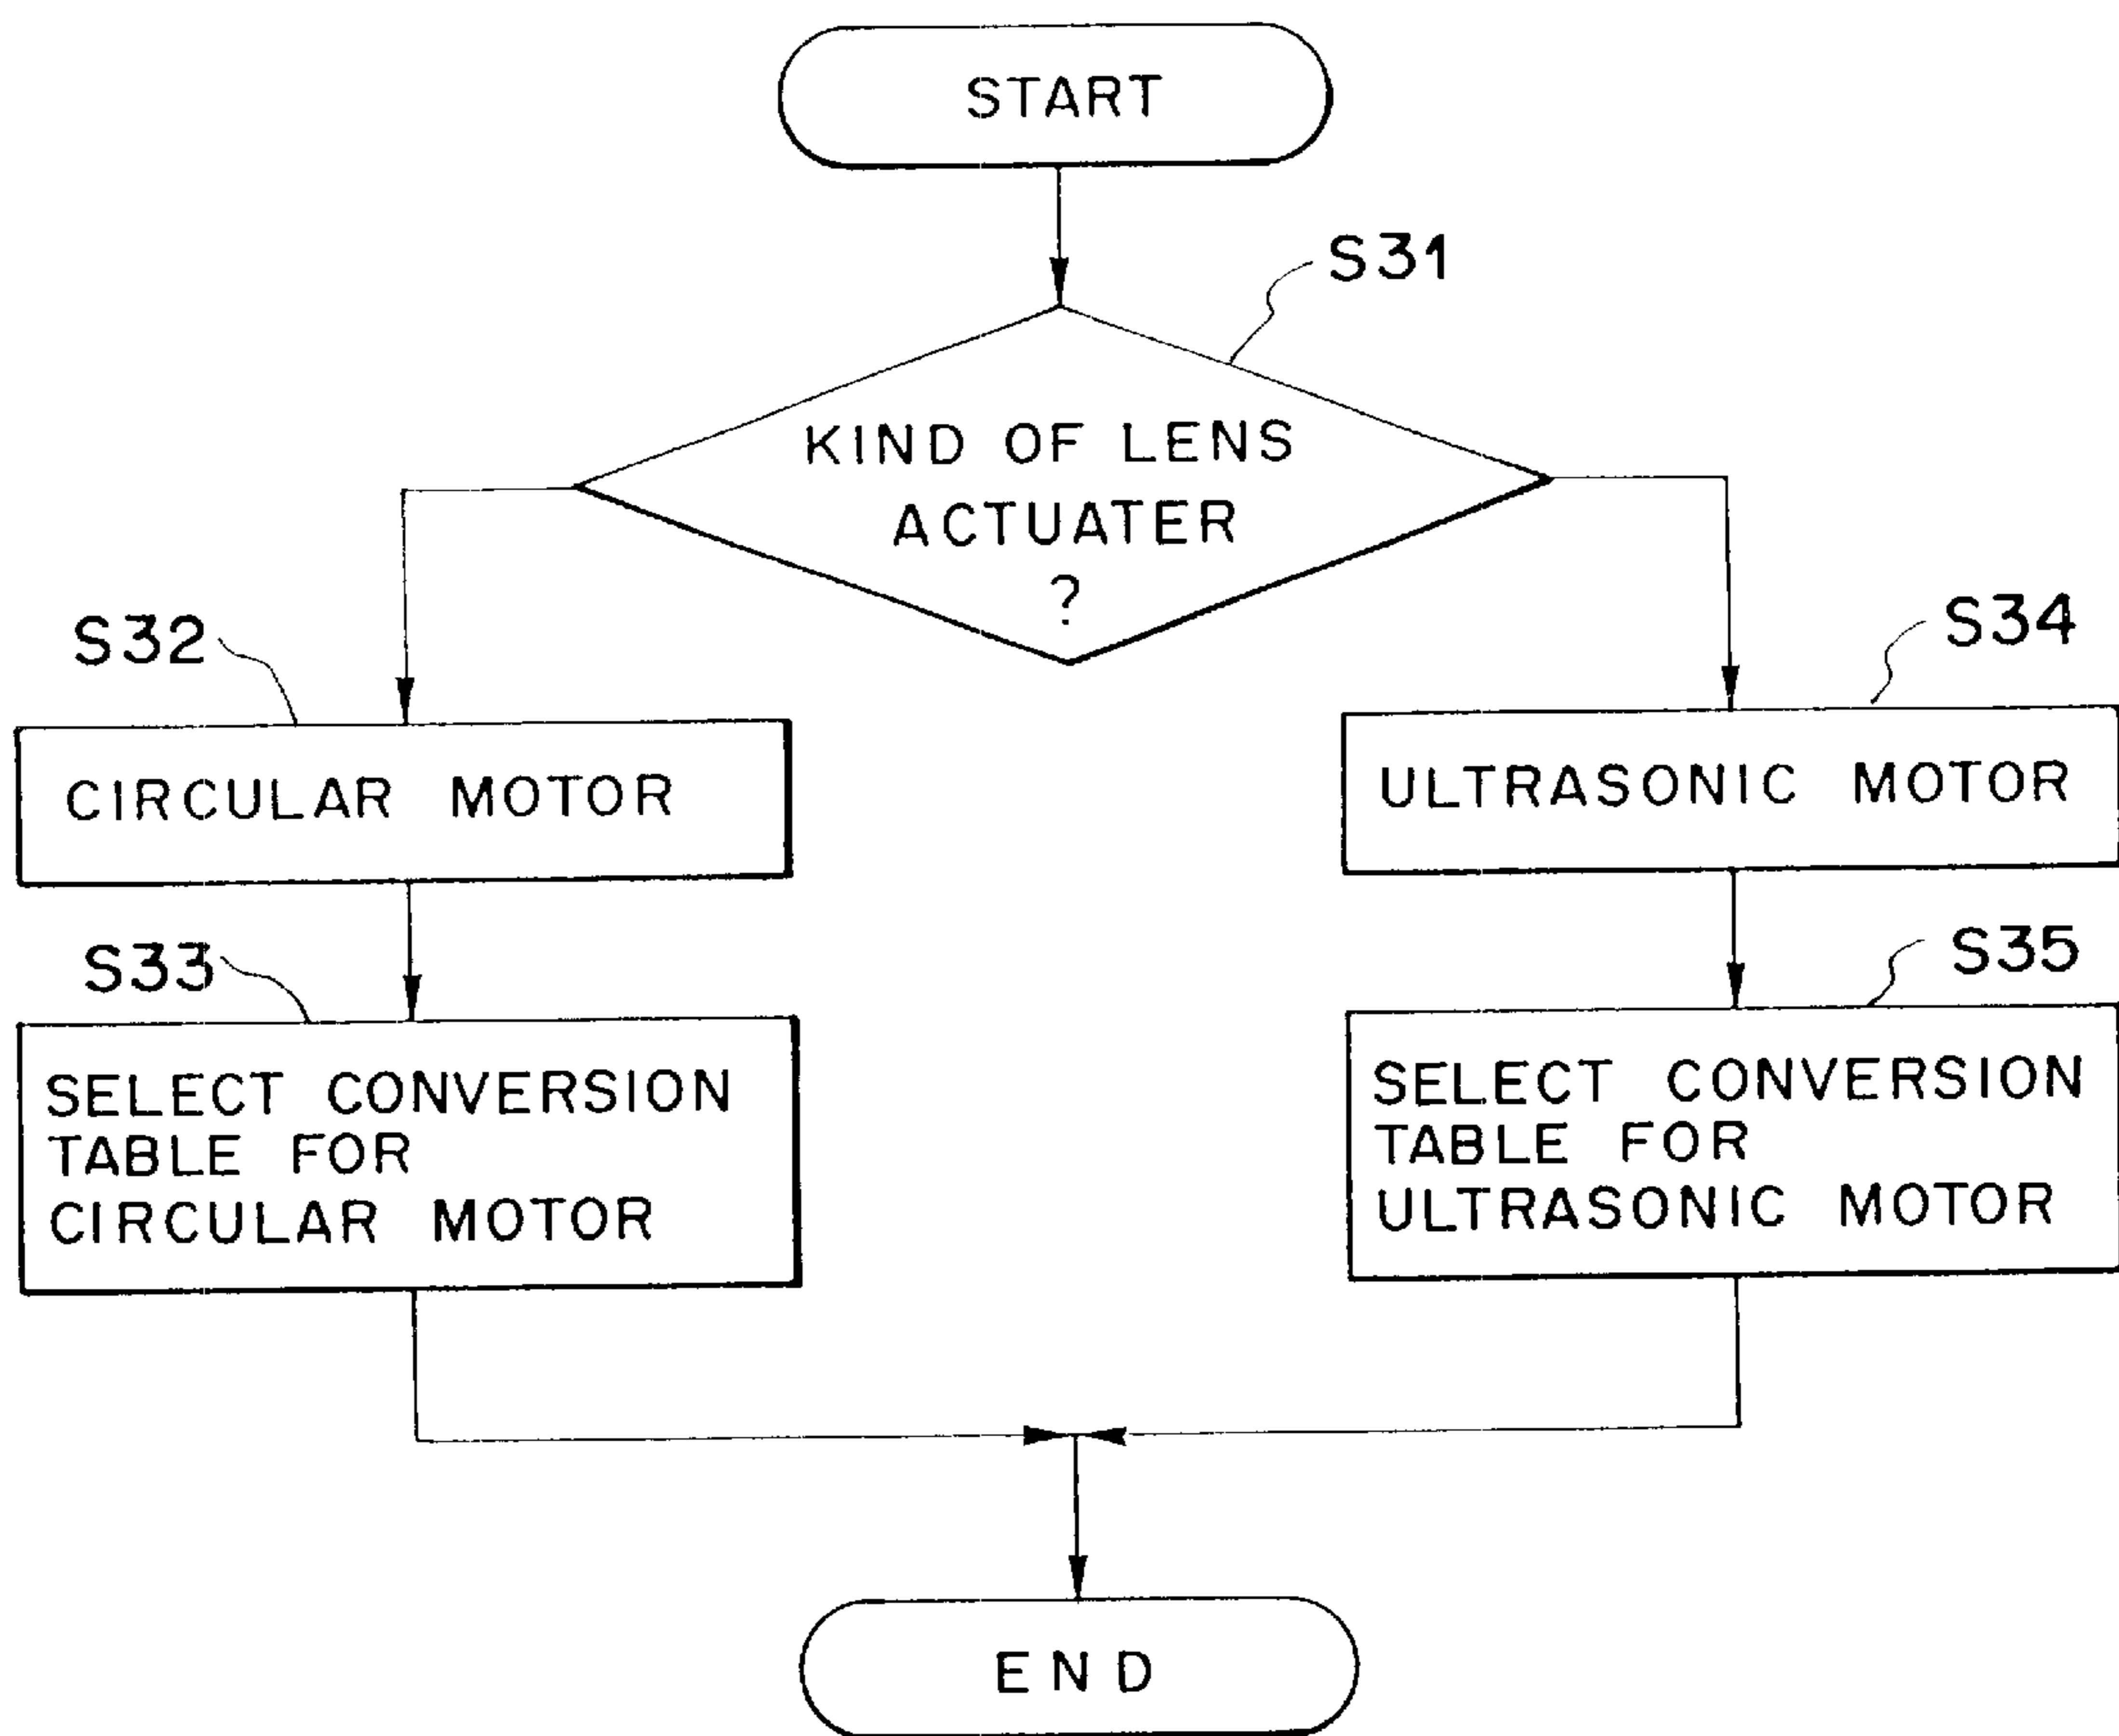 START
S31
KIND OF LENS
ACTUATER
?
S32
CIRCULAR MOTOR
S34
ULTRASONIC MOTOR
S33
SELECT CONVERSION
TABLE FOR
CIRCULAR MOTOR
S35
SELECT CONVERSION
TABLE FOR
ULTRASONIC MOTOR
END